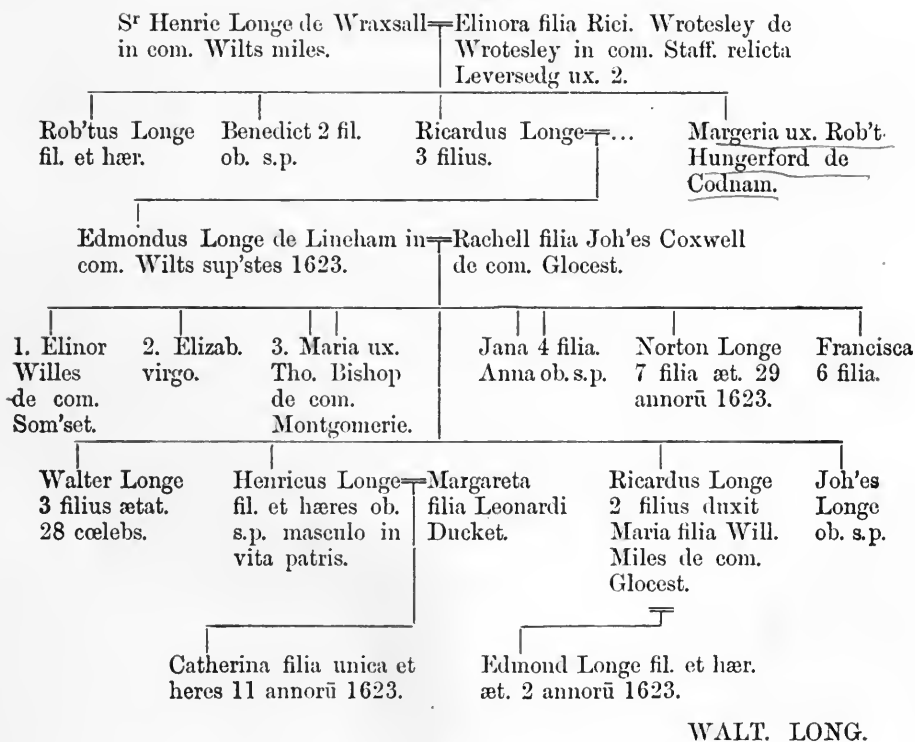 Sr Henric Longe de Wraxsall
in com. Wilts miles.
Elinora filia Rici. Wrotesley de
Wrotesley in com. Staff. relicta
Leversedg ux. 2.
Rob'tus Longe
fil. et hær.
Benedict 2 fil.
ob. s.p.
Ricardus Longe
3 filius.
...
Margeria ux. Rob't
Hungerford de
Codnam.
Edmondus Longe de Lineham in
com. Wilts sup'stes 1623.
Rachell filia Joh'es Coxwell
de com. Glocest.
1. Elinor
Willes
de com.
Som'set.
2. Elizab.
virgo.
3. Maria ux.
Tho. Bishop
de com.
Montgomerie.
Jana 4 filia.
Anna ob. s.p.
Norton Longe
7 filia æt. 29
annorū 1623.
Francisca
6 filia.
Walter Longe
3 filius ætat.
28 cœlebs.
Henricus Longe
fil. et hæres ob.
s.p. masculo in
vita patris.
Margareta
filia Leonardi
Ducket.
Ricardus Longe
2 filius duxit
Maria filia Will.
Miles de com.
Glocest.
Joh'es
Longe
ob. s.p.
Catherina filia unica et
heres 11 annorū 1623.
Edmond Longe fil. et hær.
æt. 2 annorū 1623.
WALT. LONG.